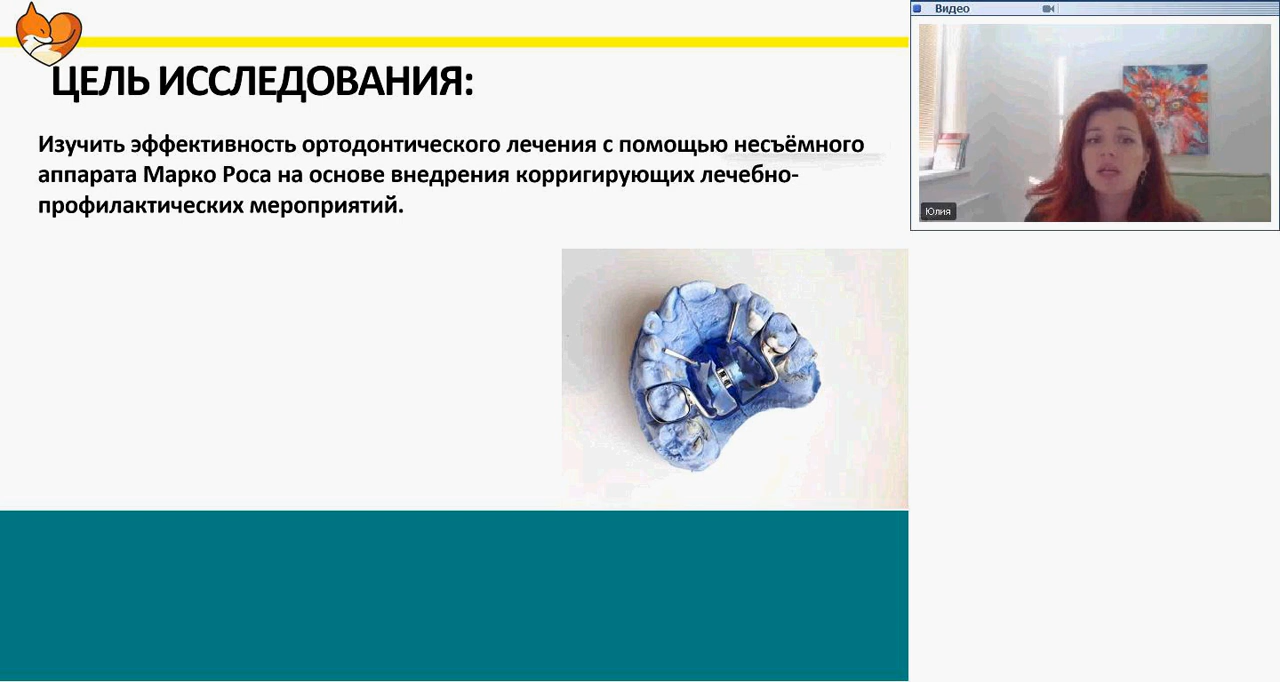 ЦЕЛЬ ИССЛЕДОВАНИЯ:
Изучить эффективность ортодонтического лечения с помощью несъёмного
аппарата Марко Роса на основе внедрения корригирующих лечебно-
профилактических мероприятий.
Видео
Юлия